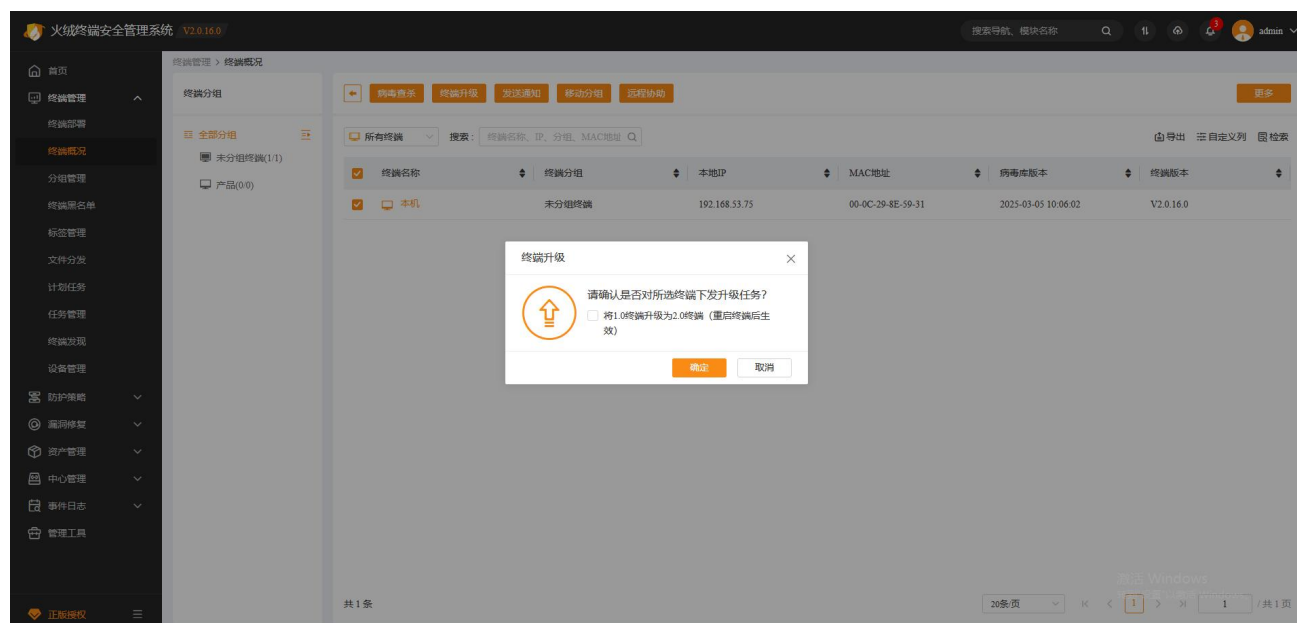 火绒终端安全管理系统 V2.0.16.0
搜索导航、模块名称
3
admin
首页
终端管理
终端部署
终端概况
分组管理
终端黑名单
标签管理
文件分发
计划任务
任务管理
终端发现
设备管理
防护策略
漏洞修复
资产管理
中心管理
事件日志
管理工具
正版授权
终端管理 > 终端概况
终端分组
全部分组
未分组终端(1/1)
产品(0/0)
病毒查杀 终端升级 发送通知 移动分组 远程协助 更多
所有终端 搜索： 终端名称、IP、分组、MAC地址 导出 自定义列 检索
终端名称 终端分组 本地IP MAC地址 病毒库版本 终端版本
本机 未分组终端 192.168.53.75 00-0C-29-8E-59-31 2025-03-05 10:06:02 V2.0.16.0
终端升级
请确认是否对所选终端下发升级任务?
将1.0终端升级为2.0终端（重启终端后生
效）
确定 取消
激活 Windows
共 1 条 20条/页 1 1 / 共 1 页